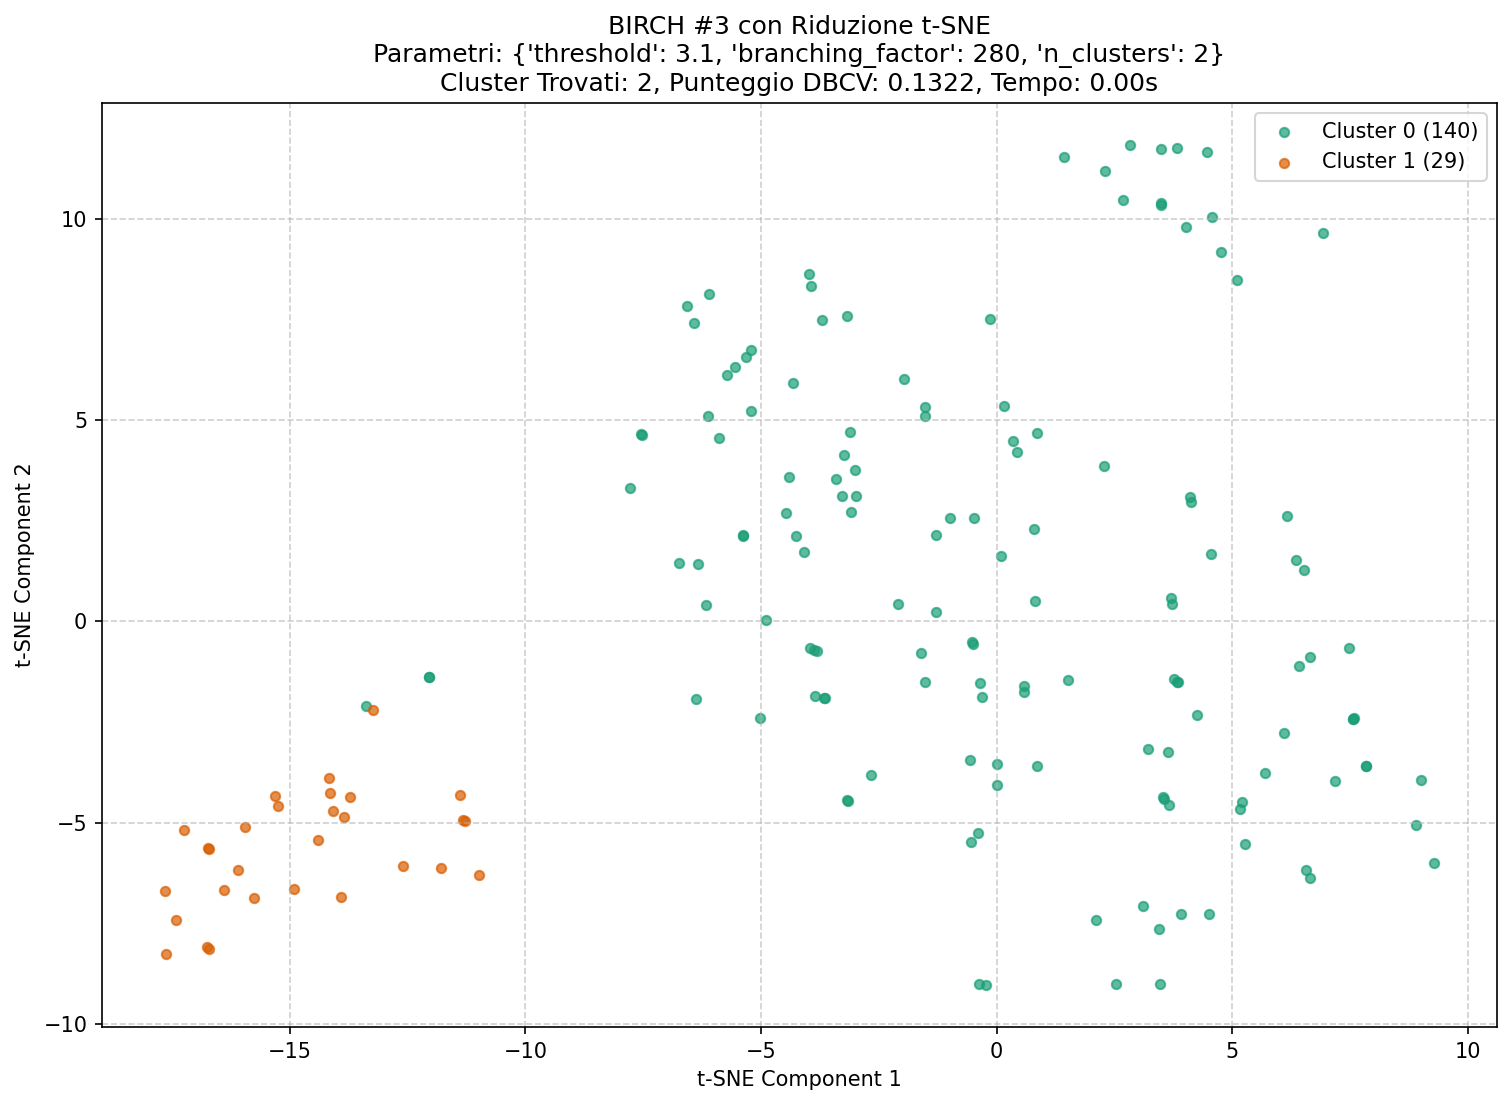 BIRCH #3 con Riduzione t-SNE
Parametri: {'threshold': 3.1, 'branching_factor': 280, 'n_clusters': 2}
Cluster Trovati: 2, Punteggio DBCV: 0.1322, Tempo: 0.00s
Cluster 0 (140)
Cluster 1 (29)
t-SNE Component 2
10
5
0
−5
−10
−15
−10
−5
0
5
10
t-SNE Component 1